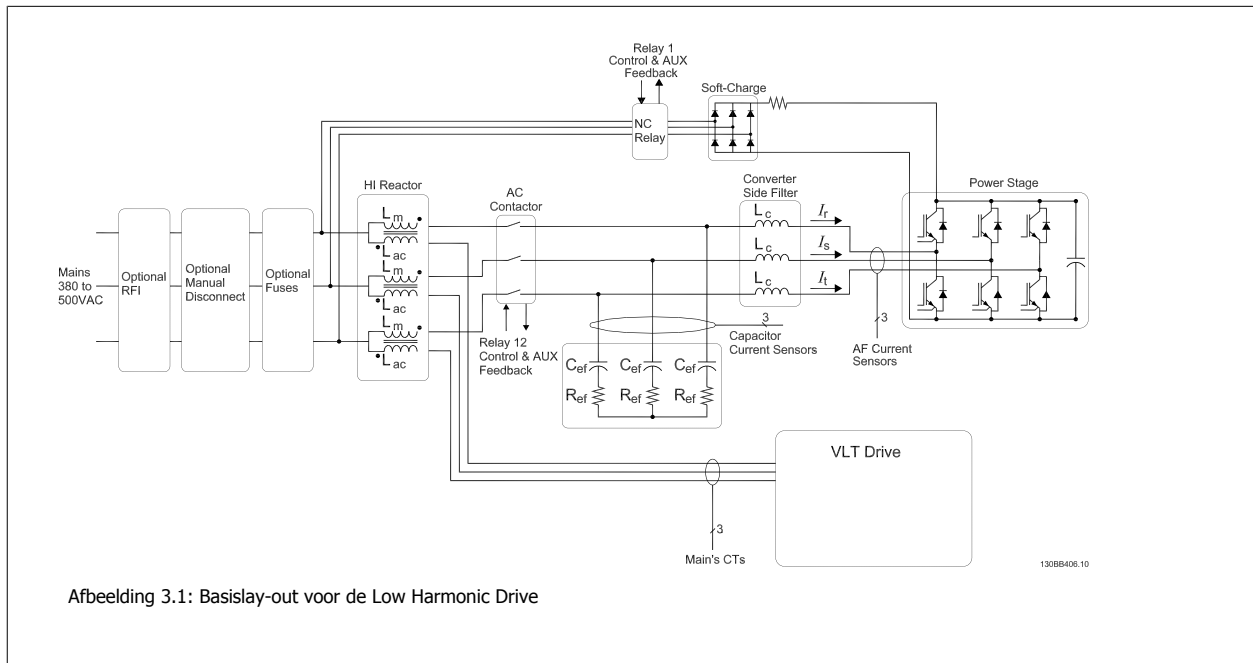 Relay 1
Control & AUX
Feedback
Soft-Charge
NC
Relay
HI Reactor
AC
Contactor
Converter
Side Filter
Power Stage
Mains
380 to
500VAC
Optional
RFI
Optional
Manual
Disconnect
Optional
Fuses
Lm
Lac
Lm
Lac
Lm
Lac
Lc
Ir
Lc
Is
Lc
It
Relay 12
Control & AUX
Feedback
3
Capacitor
Current Sensors
3
AF Current
Sensors
Cef
Cef
Cef
Ref
Ref
Ref
VLT Drive
3
Main's CTs
130BB406.10
Afbeelding 3.1: Basislay-out voor de Low Harmonic Drive